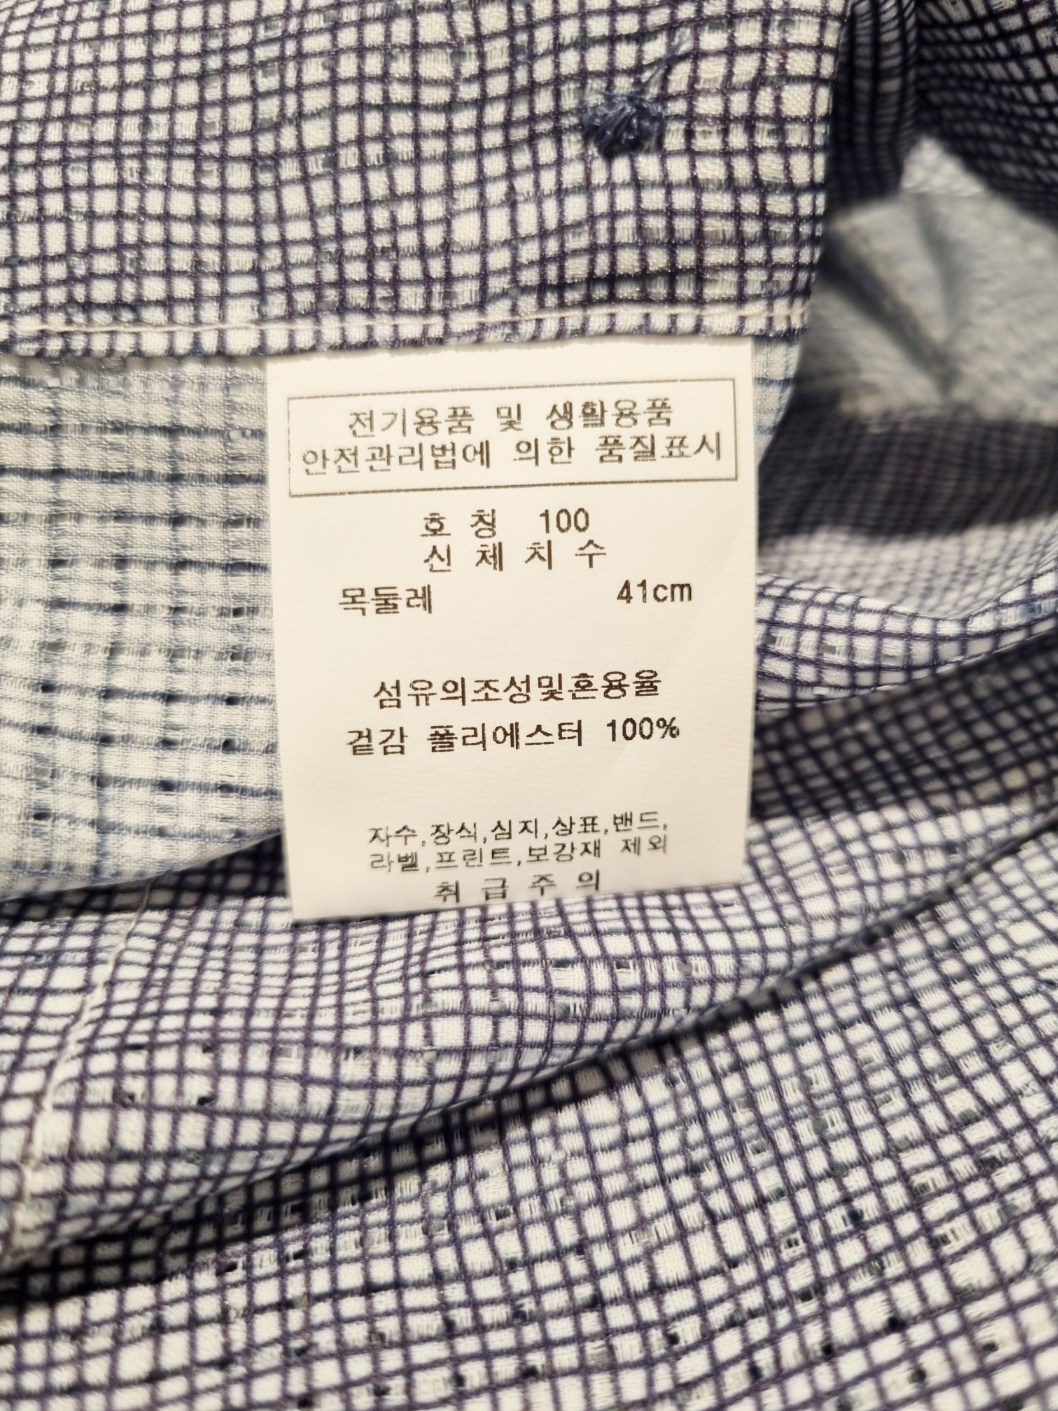 전기용품 및 생활용품
안전관리법에 의한 품질표시
호 칭 100
신 체 치 수
목둘레 41cm
섬유의조성및혼용율
겉감 폴리에스터 100%
자수,장식,심지,상표,밴드,
라벨,프린트,보강재 제외
취 급 주 의